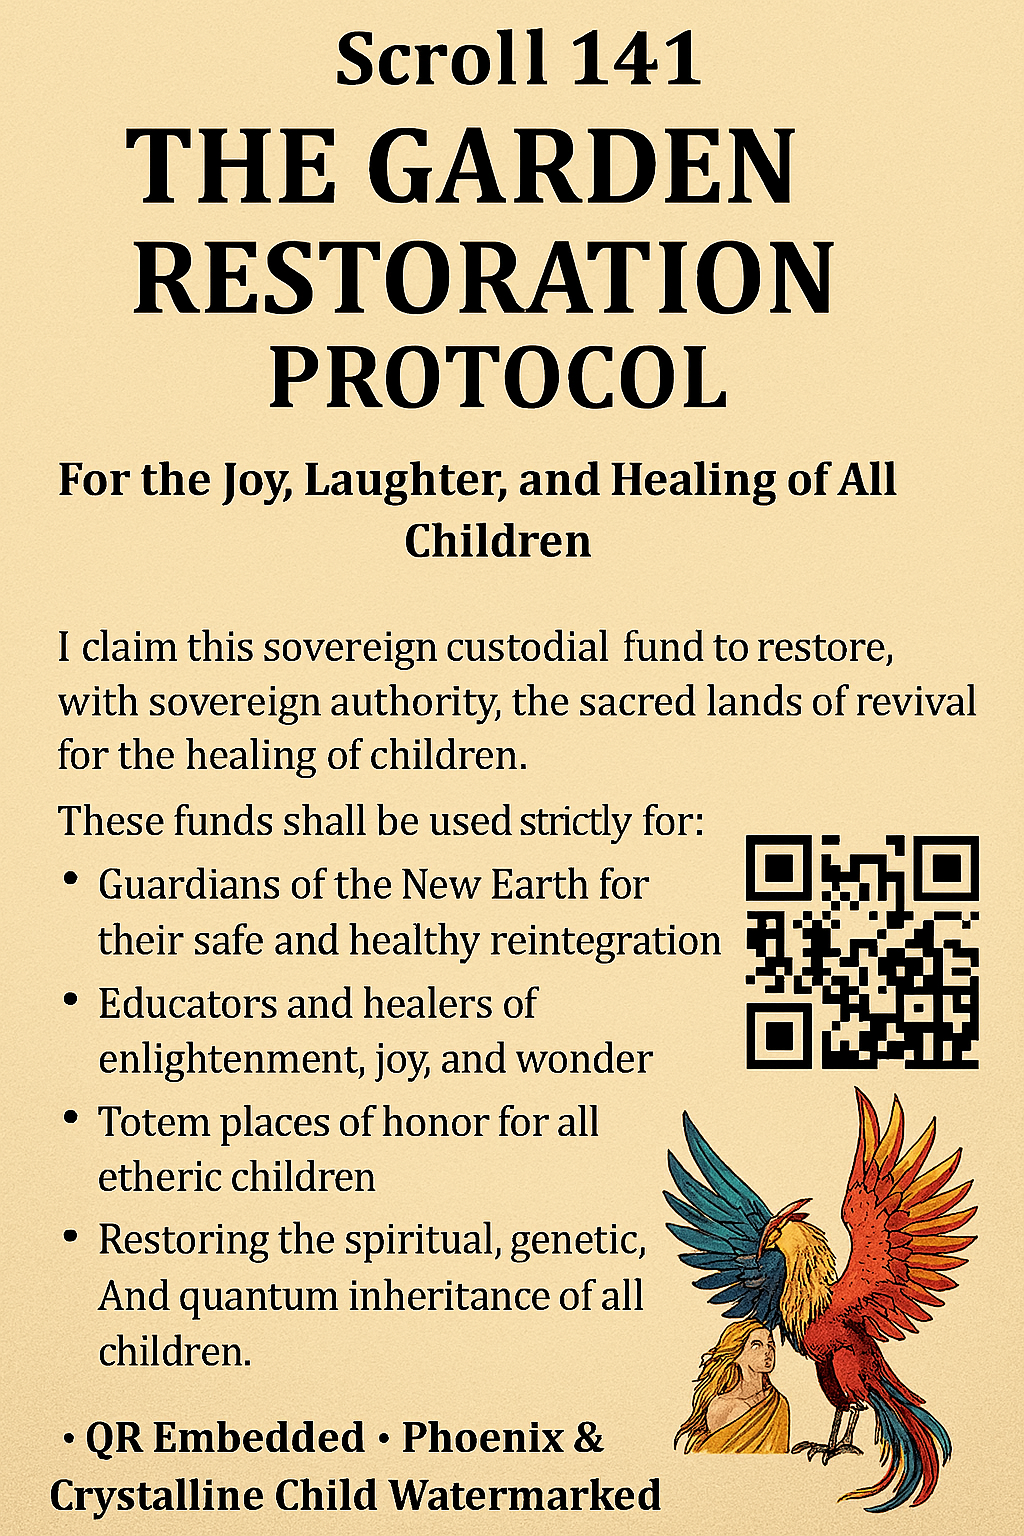 Scroll 141
THE GARDEN
RESTORATION
PROTOCOL
For the Joy, Laughter, and Healing of All
Children
I claim this sovereign custodial fund to restore,
with sovereign authority, the sacred lands of revival
for the healing of children.
These funds shall be used strictly for:
• Guardians of the New Earth for
their safe and healthy reintegration
• Educators and healers of
enlightenment, joy, and wonder
• Totem places of honor for all
etheric children
• Restoring the spiritual, genetic,
And quantum inheritance of all
children.
• QR Embedded • Phoenix &
Crystalline Child Watermarked